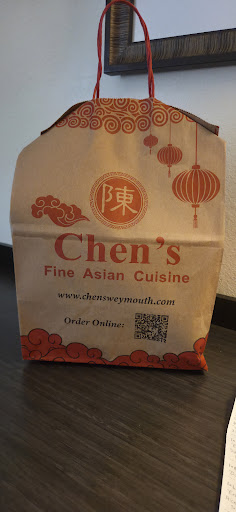 陳
Chen's
Fine Asian Cuisine
www.chensweymouth.com
Order Online: